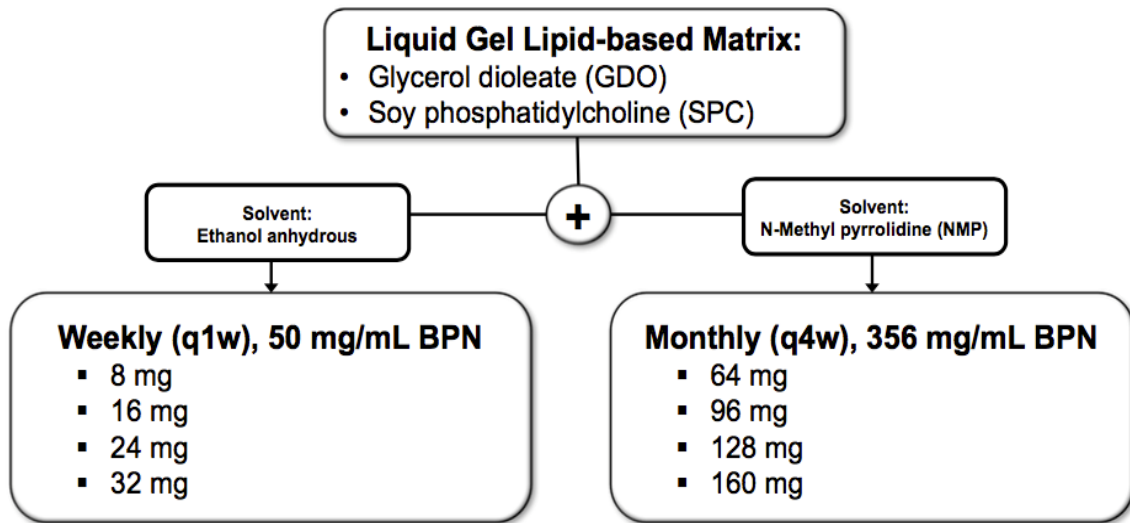 Liquid Gel Lipid-based Matrix:
• Glycerol dioleate (GDO)
• Soy phosphatidylcholine (SPC)
+
Solvent:
Ethanol anhydrous
Solvent:
N-Methyl pyrrolidine (NMP)
Weekly (q1w), 50 mg/mL BPN
▪ 8 mg
▪ 16 mg
▪ 24 mg
▪ 32 mg
Monthly (q4w), 356 mg/mL BPN
▪ 64 mg
▪ 96 mg
▪ 128 mg
▪ 160 mg